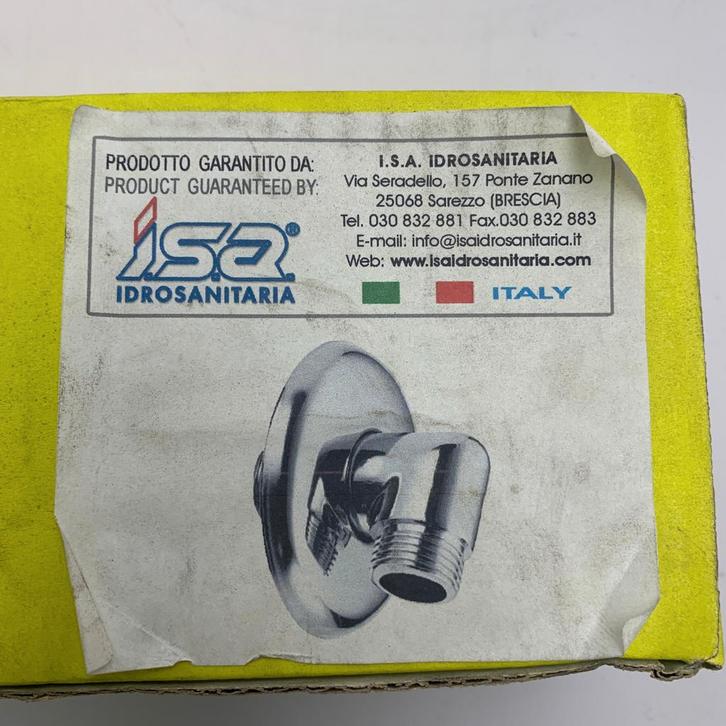 PRODOTTO GARANTITO DA:
PRODUCT GUARANTEED BY:
i.s.a.®
IDROSANITARIA
I.S.A. IDROSANITARIA
Via Seradello, 157 Ponte Zanano
25068 Sarezzo (BRESCIA)
Tel. 030 832 881 Fax.030 832 883
E-mail: info@isaidrosanitaria.it
Web: www.isaidrosanitaria.com
ITALY